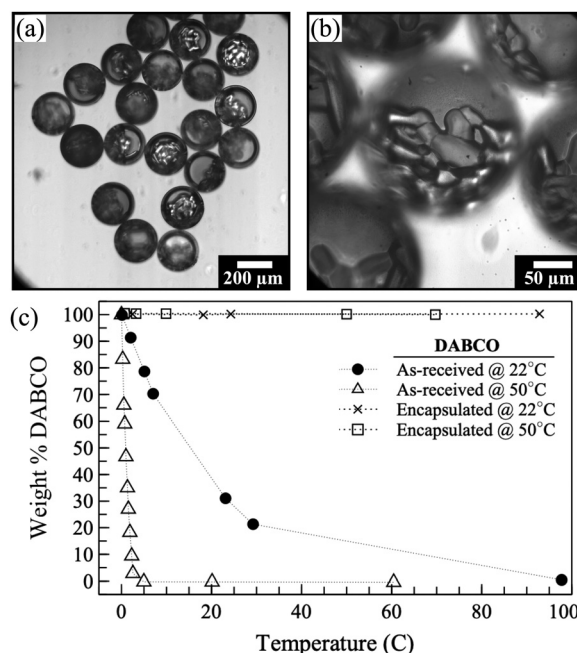 (a)
200 µm
(b)
50 µm
(c)
Weight % DABCO
100
90
80
70
60
50
40
30
20
10
0
DABCO
As-received @ 22°C
As-received @ 50°C
Encapsulated @ 22°C
Encapsulated @ 50°C
0 20 40 60 80 100
Temperature (C)